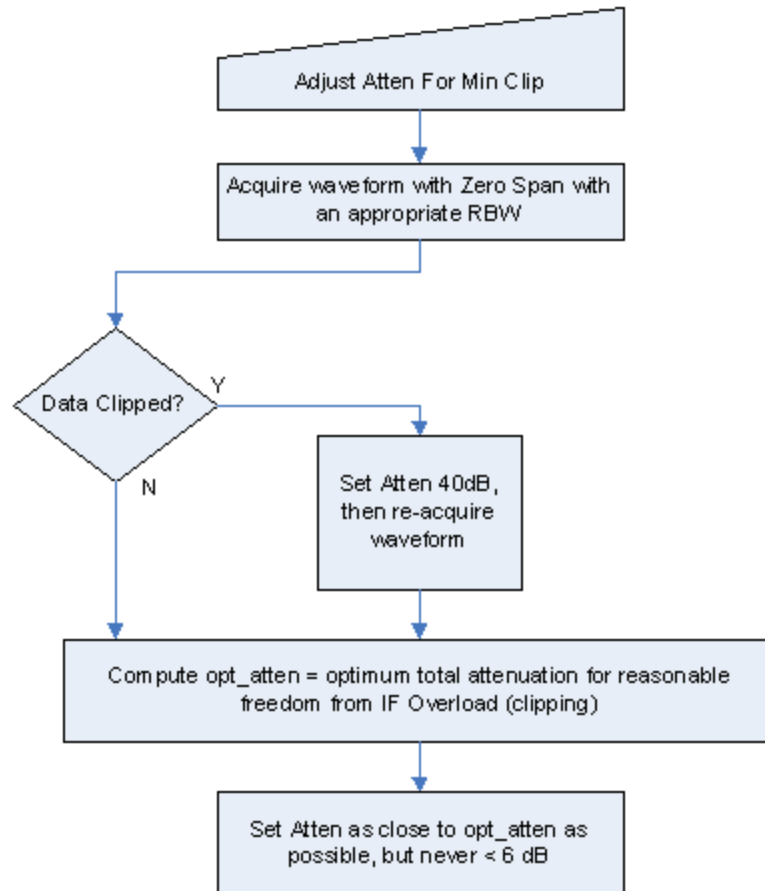 Adjust Atten For Min Clip
Acquire waveform with Zero Span with
an appropriate RBW
Data Clipped?
Y
N
Set Atten 40dB,
then re-acquire
waveform
Compute opt_atten = optimum total attenuation for reasonable
freedom from IF Overload (clipping)
Set Atten as close to opt_atten as
possible, but never < 6 dB